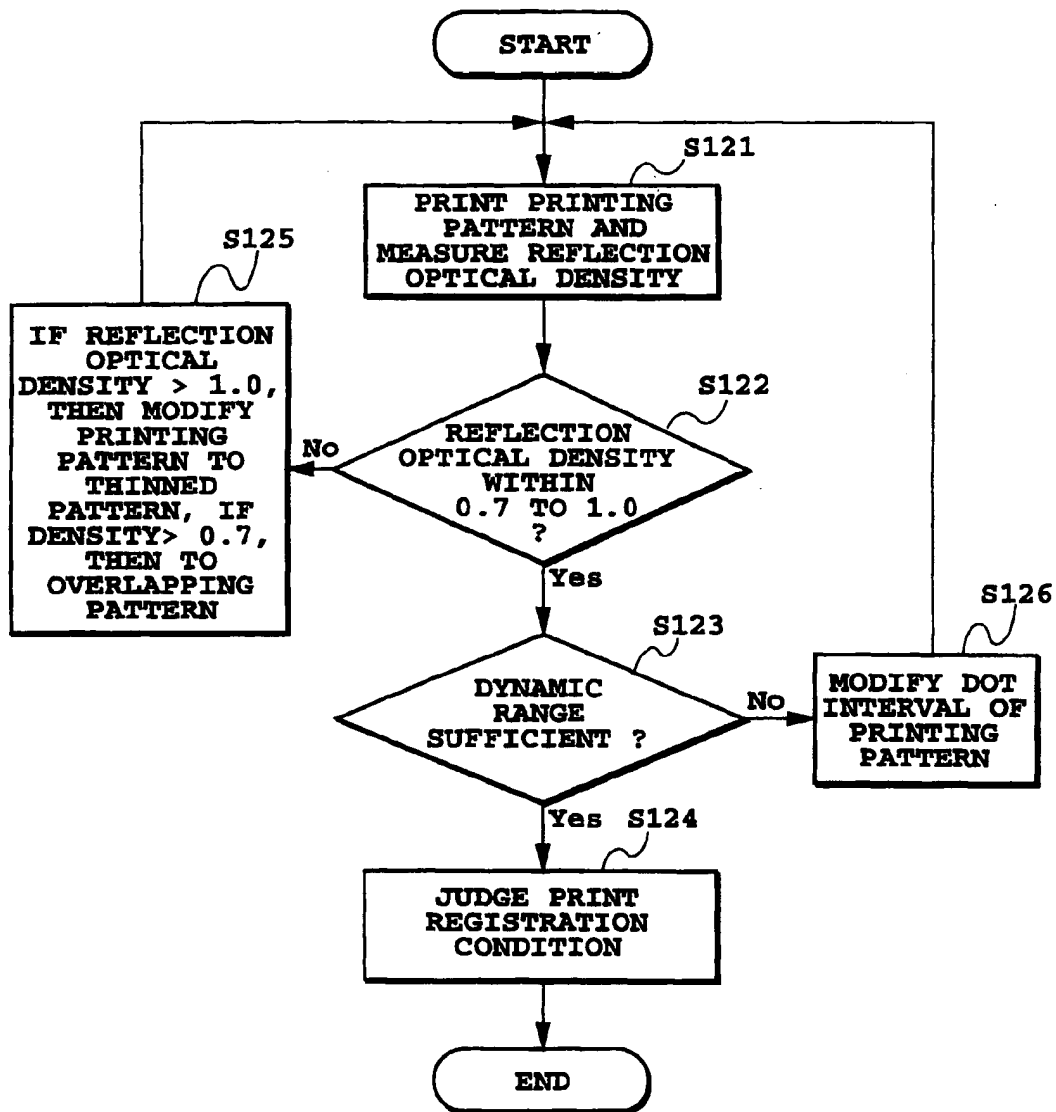 START
S121
PRINT PRINTING
PATTERN AND
MEASURE REFLECTION
OPTICAL DENSITY
S125
IF REFLECTION
OPTICAL
DENSITY > 1.0,
THEN MODIFY
PRINTING
PATTERN TO
THINNED
PATTERN, IF
DENSITY> 0.7,
THEN TO
OVERLAPPING
PATTERN
S122
REFLECTION
OPTICAL DENSITY
WITHIN
0.7 TO 1.0
?
No
Yes
S123
DYNAMIC
RANGE
SUFFICIENT ?
No
S126
MODIFY DOT
INTERVAL OF
PRINTING
PATTERN
Yes
S124
JUDGE PRINT
REGISTRATION
CONDITION
END